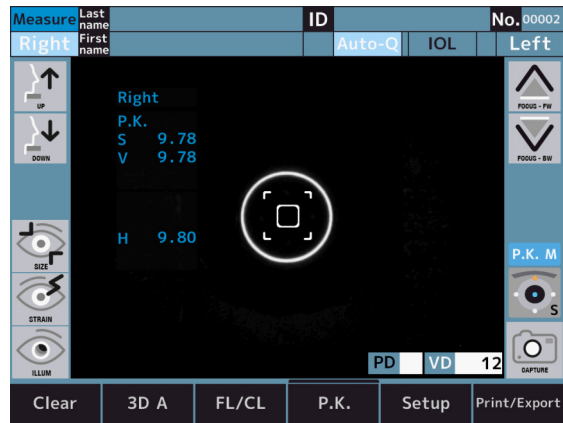 Measure Last name ID No. 00002
Right First name Auto-Q IOL Left
UP
FOCUS - FW
Right
P.K.
S 9.78
DOWN
FOCUS - BW
V 9.78
H 9.80
SIZE
P.K. M
STRAIN
S
ILLUM
PD VD 12
CAPTURE
Clear 3D A FL/CL P.K. Setup Print/Export